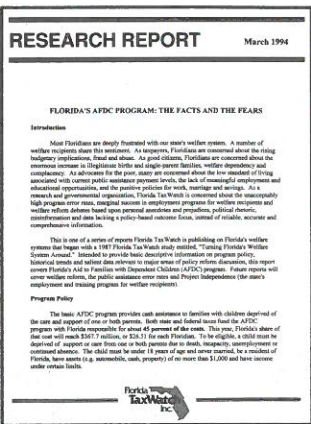 RESEARCH REPORT
March 1994
FLORIDA'S AFDC PROGRAM: THE FACTS AND THE FEARS
Introduction
Most Floridians are deeply frustrated with our state's welfare system. A number of
welfare recipients share this sentiment. As taxpayers, Floridians are concerned about the rising
budgetary implications, fraud and abuse. As good citizens, Floridians are concerned about the
enormous increase in illegitimate births and single-parent families, welfare dependency and
complacency. As advocates for the poor, many are concerned about the low standard of living
associated with current public assistance payment levels, the lack of meaningful employment and
educational opportunities, and the punitive policies for work, marriage and savings. As a
research and governmental organization, Florida TaxWatch is concerned about the unacceptably
high program error rates, marginal success in employment programs for welfare recipients and
welfare reform debates based upon personal anecdotes and prejudices, political rhetoric,
misinformation and data lacking a policy-based outcome focus, instead of reliable, accurate and
comprehensive information.
This is one of a series of reports Florida TaxWatch is publishing on Florida's welfare
systems that began with a 1987 Florida TaxWatch study entitled, "Turning Florida's Welfare
System Around." Intended to provide basic descriptive information on program policy,
historical trends and salient data relevant to major areas of policy reform discussion, this report
covers Florida's Aid to Families with Dependent Children (AFDC) program. Future reports will
cover welfare reform, the public assistance error rates and Project Independence (the state's
employment and training program for welfare recipients).
Program Policy
The basic AFDC program provides cash assistance to families with children deprived of
the care and support of one or both parents. Both state and federal taxes fund the AFDC
program with Florida responsible for about 45 percent of the costs. This year, Florida's share of
that cost will reach $367.7 million, or $26.51 for each Floridian. To be eligible, a child must be
deprived of support or care from one or both parents due to death, incapacity, unemployment or
continued absence. The child must be under 18 years of age and never married, be a resident of
Florida, have assets (e.g. automobile, cash, property) of no more than $1,000 and have income
under certain limits.
Florida
TaxWatch
Inc.